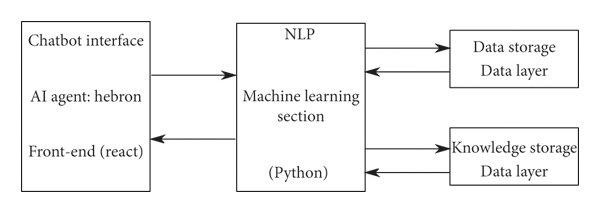 Chatbot interface
AI agent: hebron
Front-end (react)
NLP
Machine learning
section
(Python)
Data storage
Data layer
Knowledge storage
Data layer